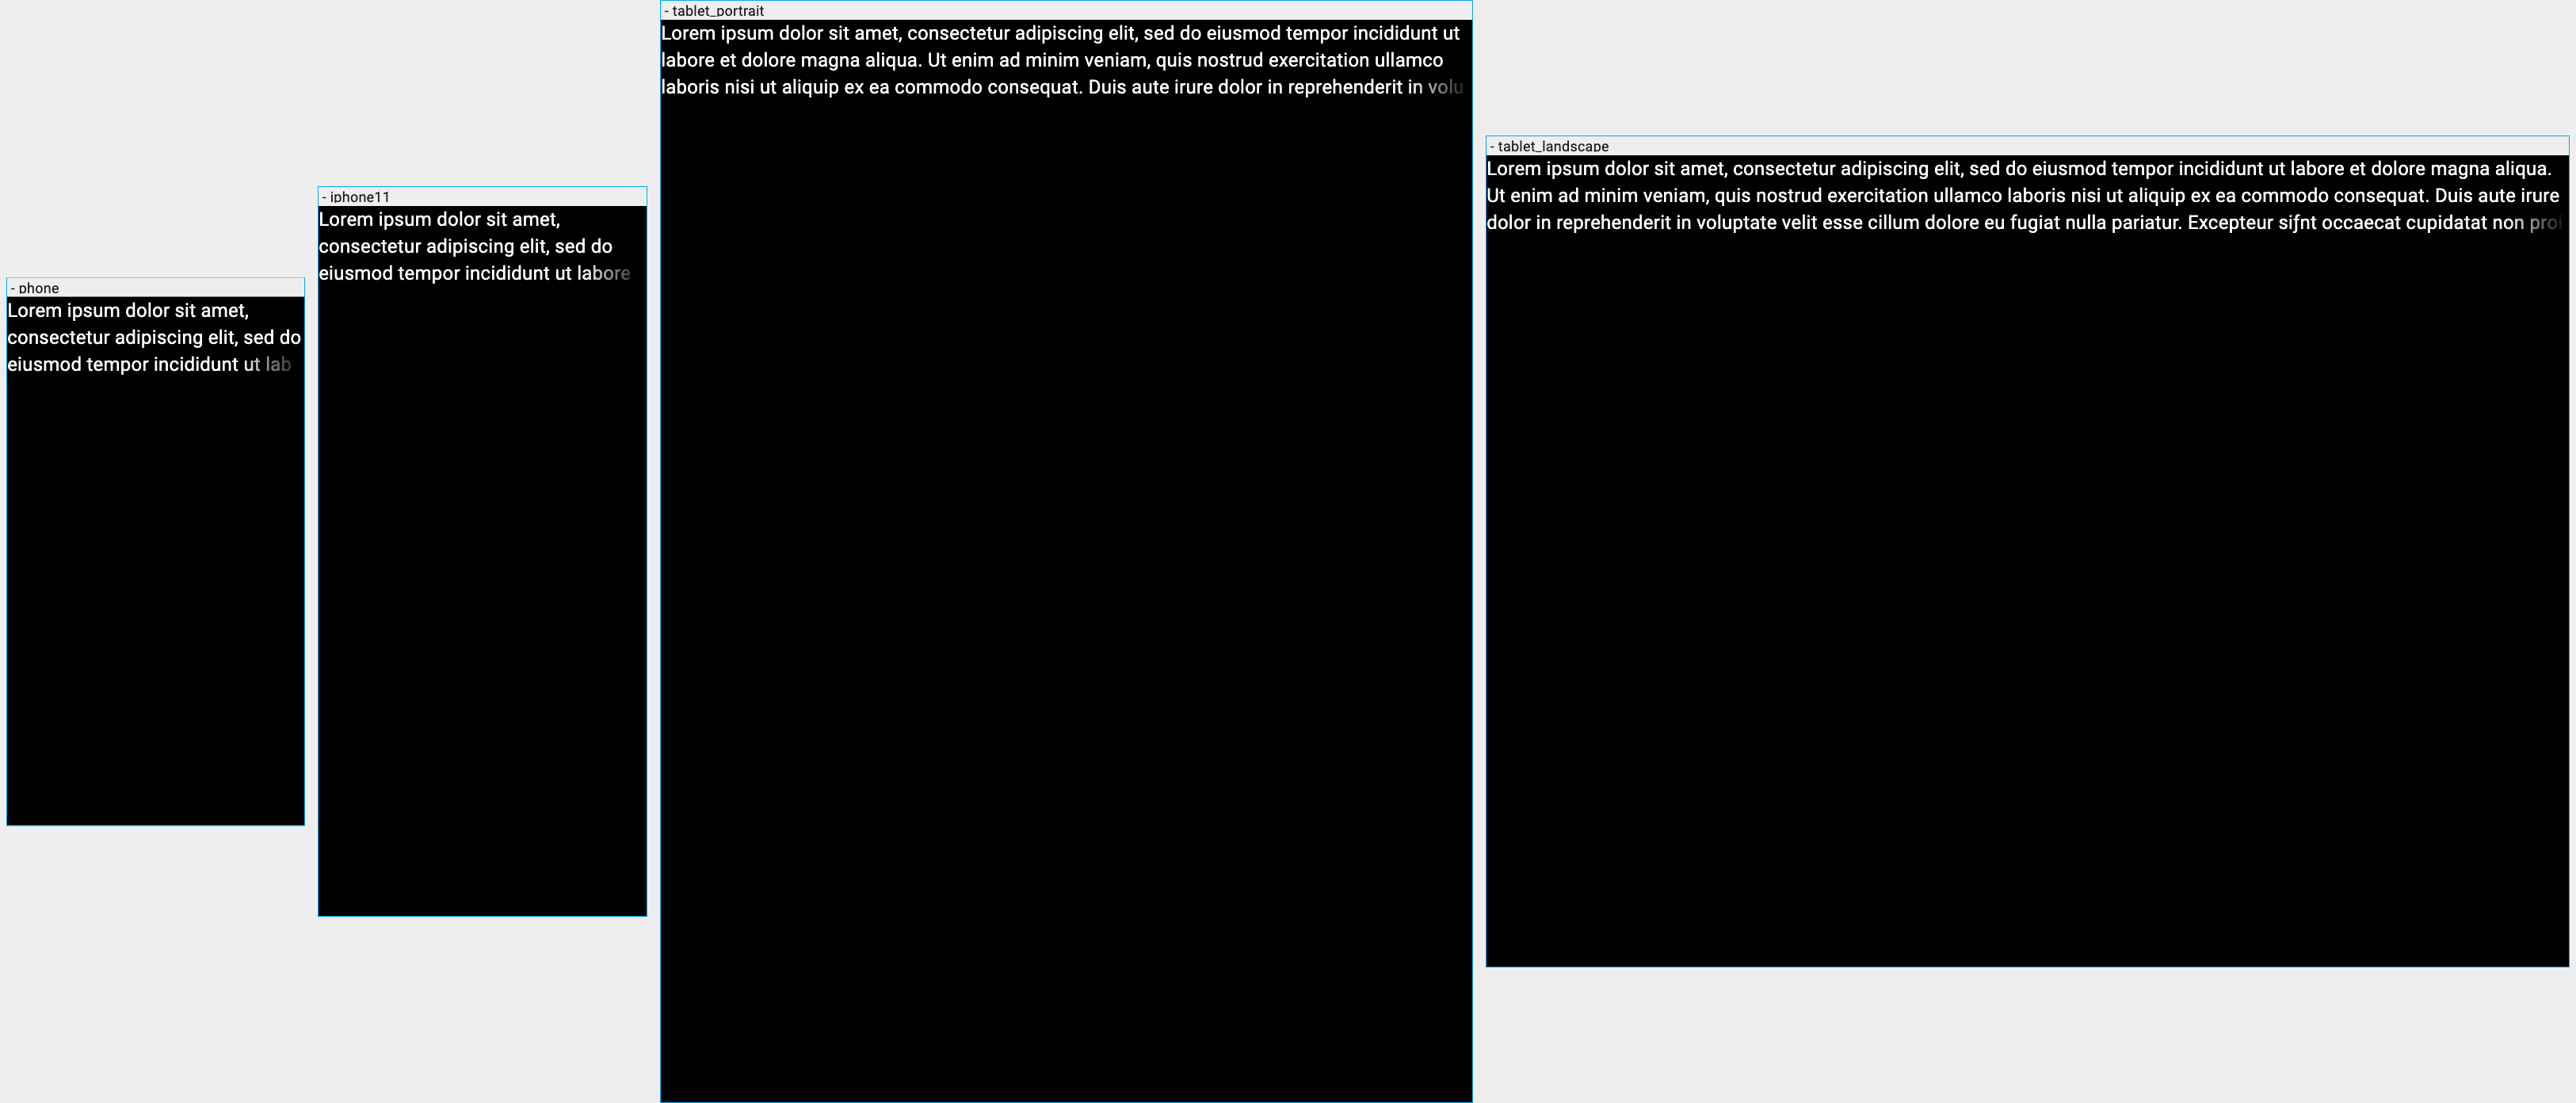 - phone
Lorem ipsum dolor sit amet,
consectetur adipiscing elit, sed do
eiusmod tempor incididunt ut lab
- iphone11
Lorem ipsum dolor sit amet,
consectetur adipiscing elit, sed do
eiusmod tempor incididunt ut labore
- tablet_portrait
Lorem ipsum dolor sit amet, consectetur adipiscing elit, sed do eiusmod tempor incididunt ut
labore et dolore magna aliqua. Ut enim ad minim veniam, quis nostrud exercitation ullamco
laboris nisi ut aliquip ex ea commodo consequat. Duis aute irure dolor in reprehenderit in volu
- tablet_landscape
Lorem ipsum dolor sit amet, consectetur adipiscing elit, sed do eiusmod tempor incididunt ut labore et dolore magna aliqua.
Ut enim ad minim veniam, quis nostrud exercitation ullamco laboris nisi ut aliquip ex ea commodo consequat. Duis aute irure
dolor in reprehenderit in voluptate velit esse cillum dolore eu fugiat nulla pariatur. Excepteur siƒnt occaecat cupidatat non proi